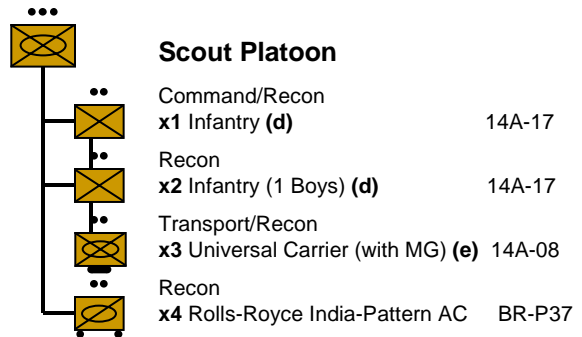 Scout Platoon
Command/Recon
x1 Infantry (d) 14A-17
Recon
x2 Infantry (1 Boys) (d) 14A-17
Transport/Recon
x3 Universal Carrier (with MG) (e) 14A-08
Recon
x4 Rolls-Royce India-Pattern AC BR-P37